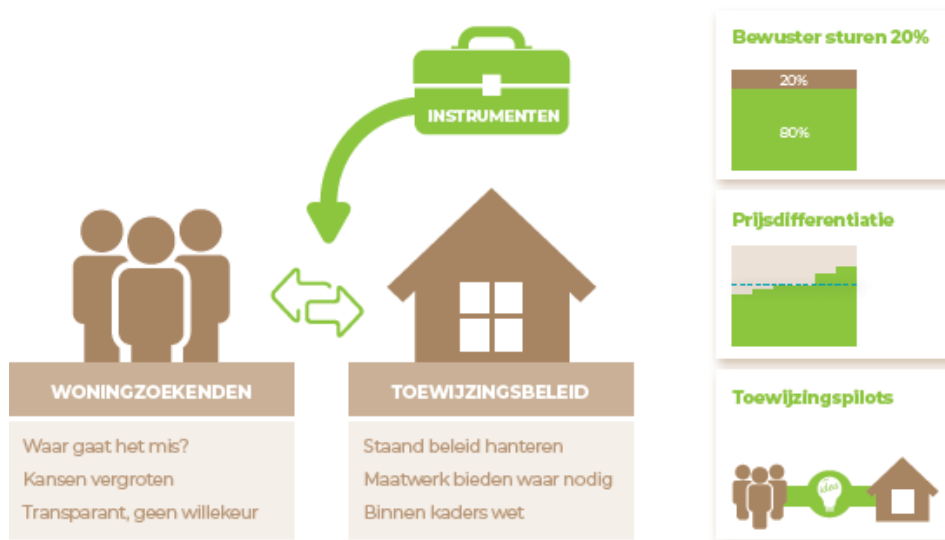 INSTRUMENTEN
WONINGZOEKENDEN
Waar gaat het mis?
Kansen vergroten
Transparant, geen willekeur
TOEWIJZINGSBELEID
Staand beleid hanteren
Maatwerk bieden waar nodig
Binnen kaders wet
Bewuster sturen 20%
20%
80%
Prijsdifferentiatie
Toewijzingspilots
idea